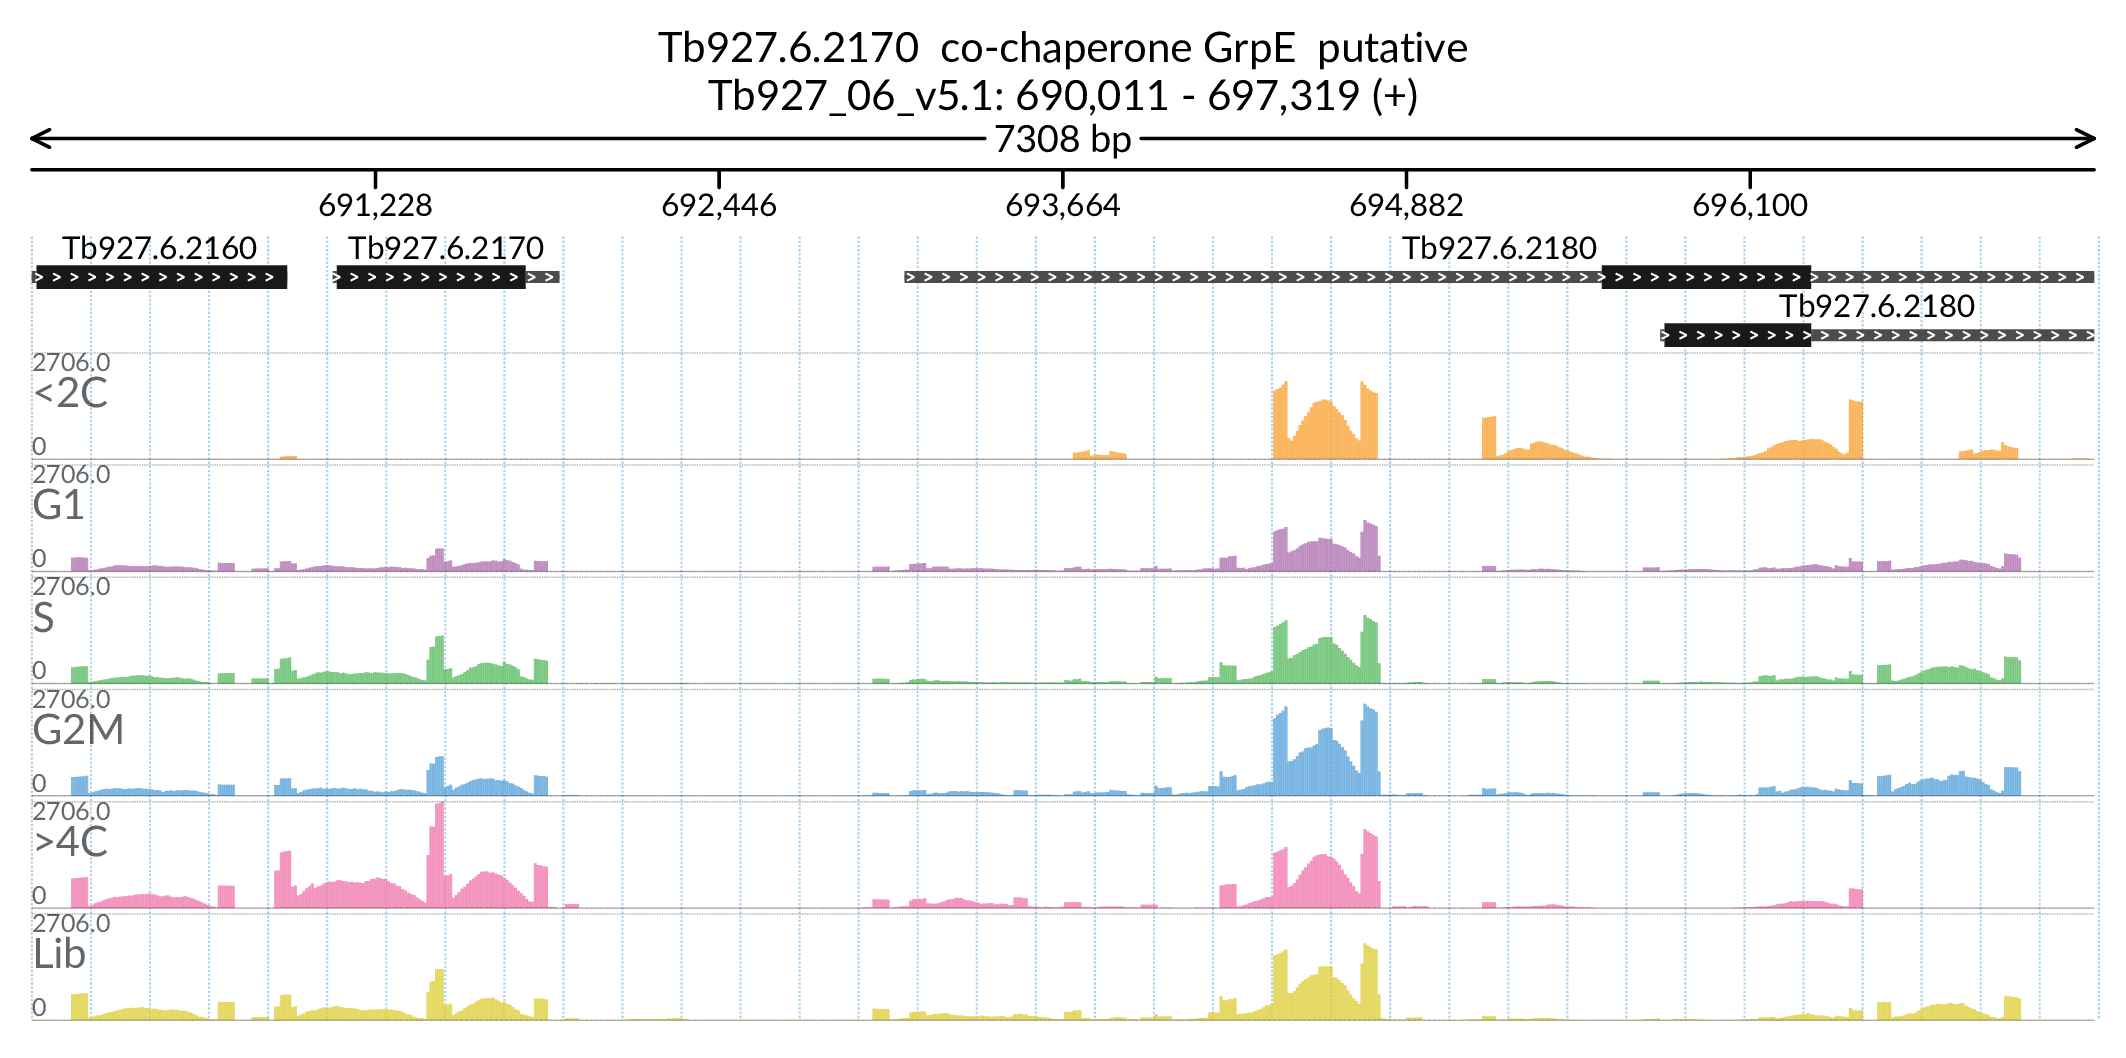 Tb927.6.2170  co-chaperone GrpE  putative
Tb927_06_v5.1: 690,011 - 697,319 (+)
7308 bp
691,228 692,446 693,664 694,882 696,100
Tb927.6.2160 Tb927.6.2170 Tb927.6.2180
Tb927.6.2180
2706.0
<2C
0
2706.0
G1
0
2706.0
S
0
2706.0
G2M
0
2706.0
>4C
0
2706.0
Lib
0